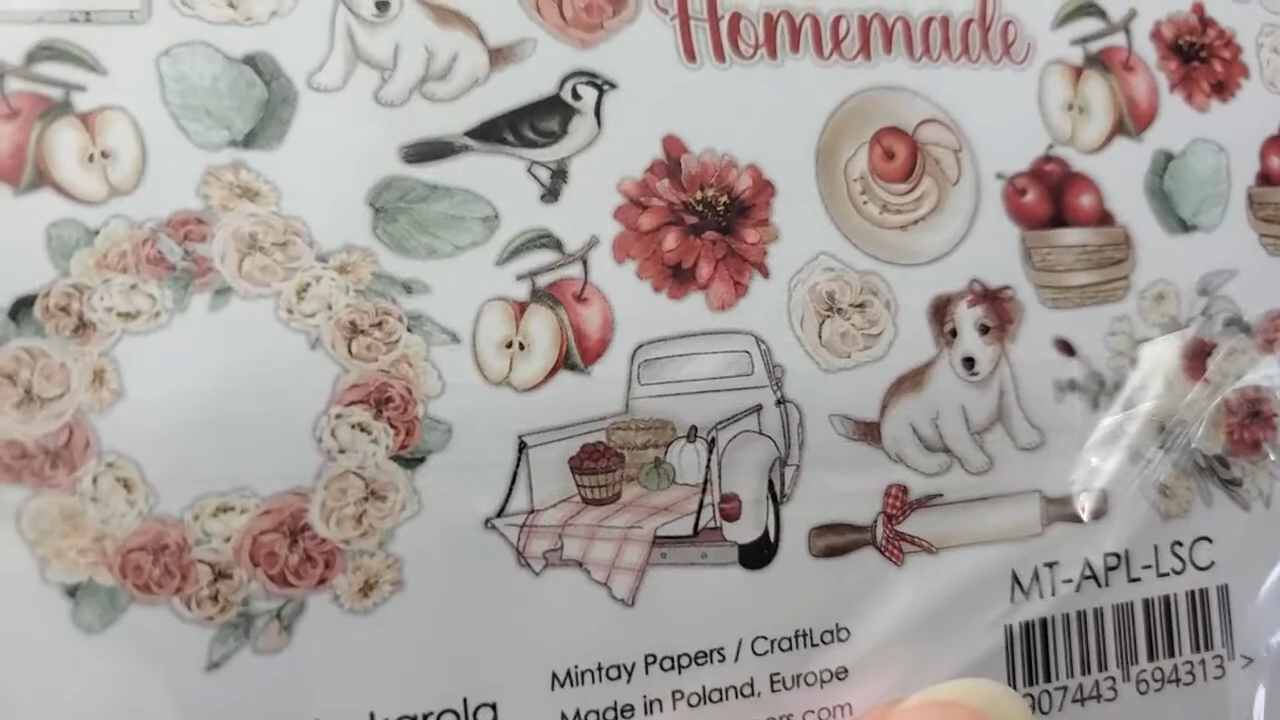 Homemade
MT-APL-LSC
Mintay Papers / CraftLab
Made in Poland, Europe
907443 694313 >